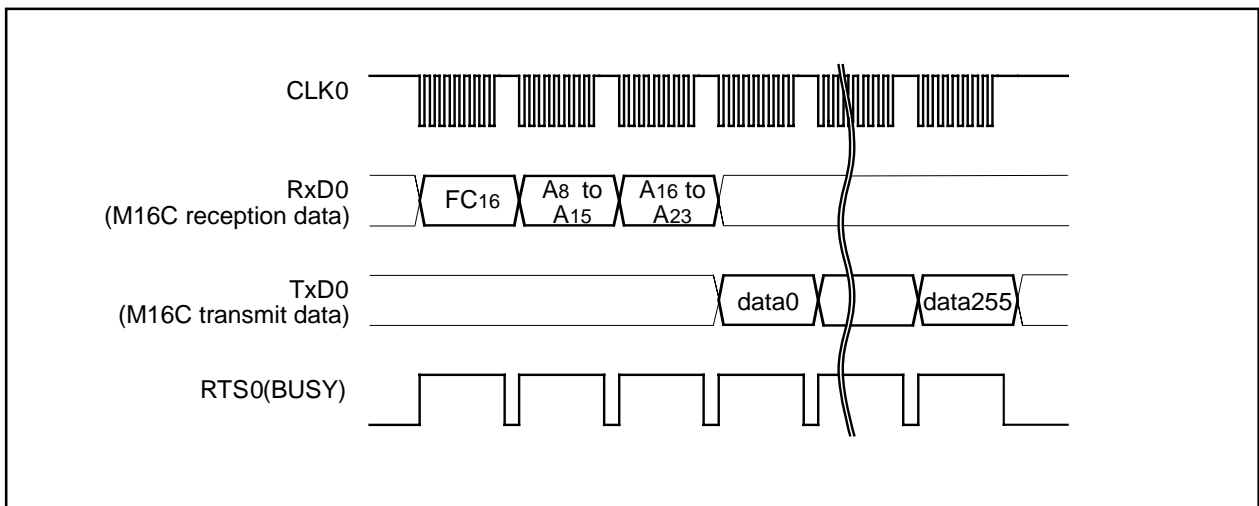 CLK0
RxD0
(M16C reception data)
FC16
A8 to
A15
A16 to
A23
TxD0
(M16C transmit data)
data0
data255
RTS0(BUSY)